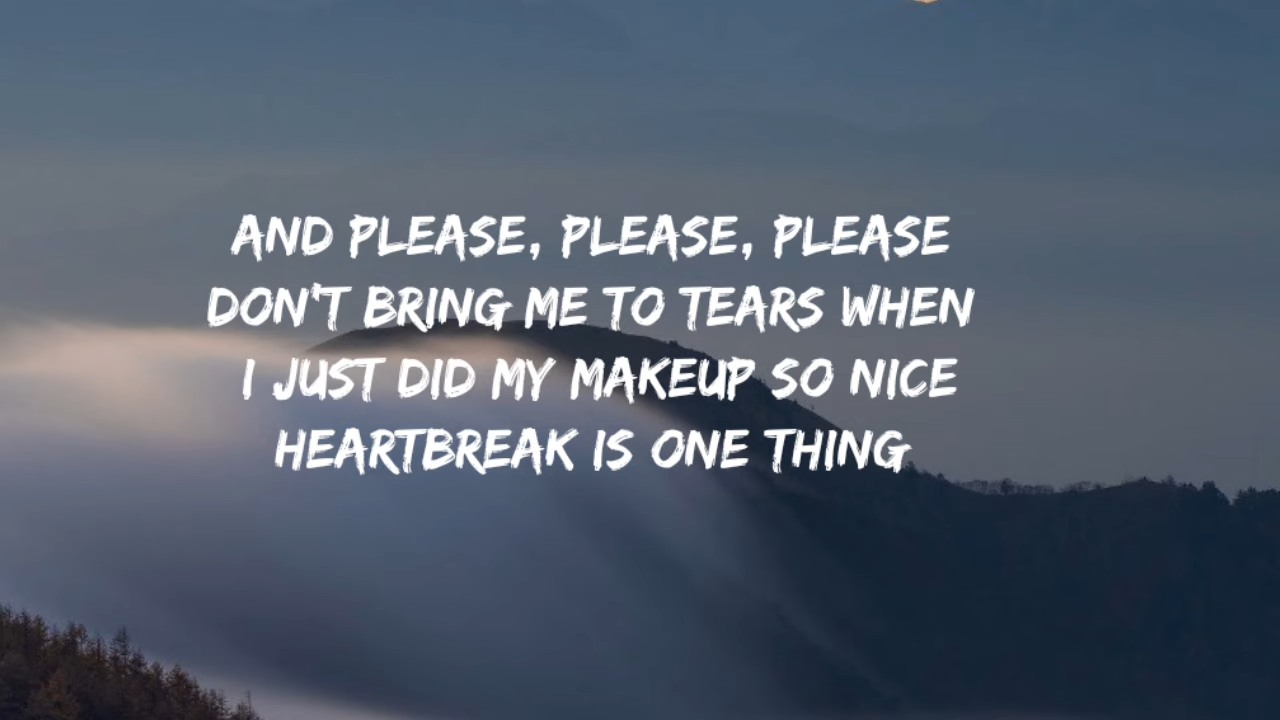 AND PLEASE, PLEASE, PLEASE
DON'T BRING ME TO TEARS WHEN
I JUST DID MY MAKEUP SO NICE
HEARTBREAK IS ONE THING